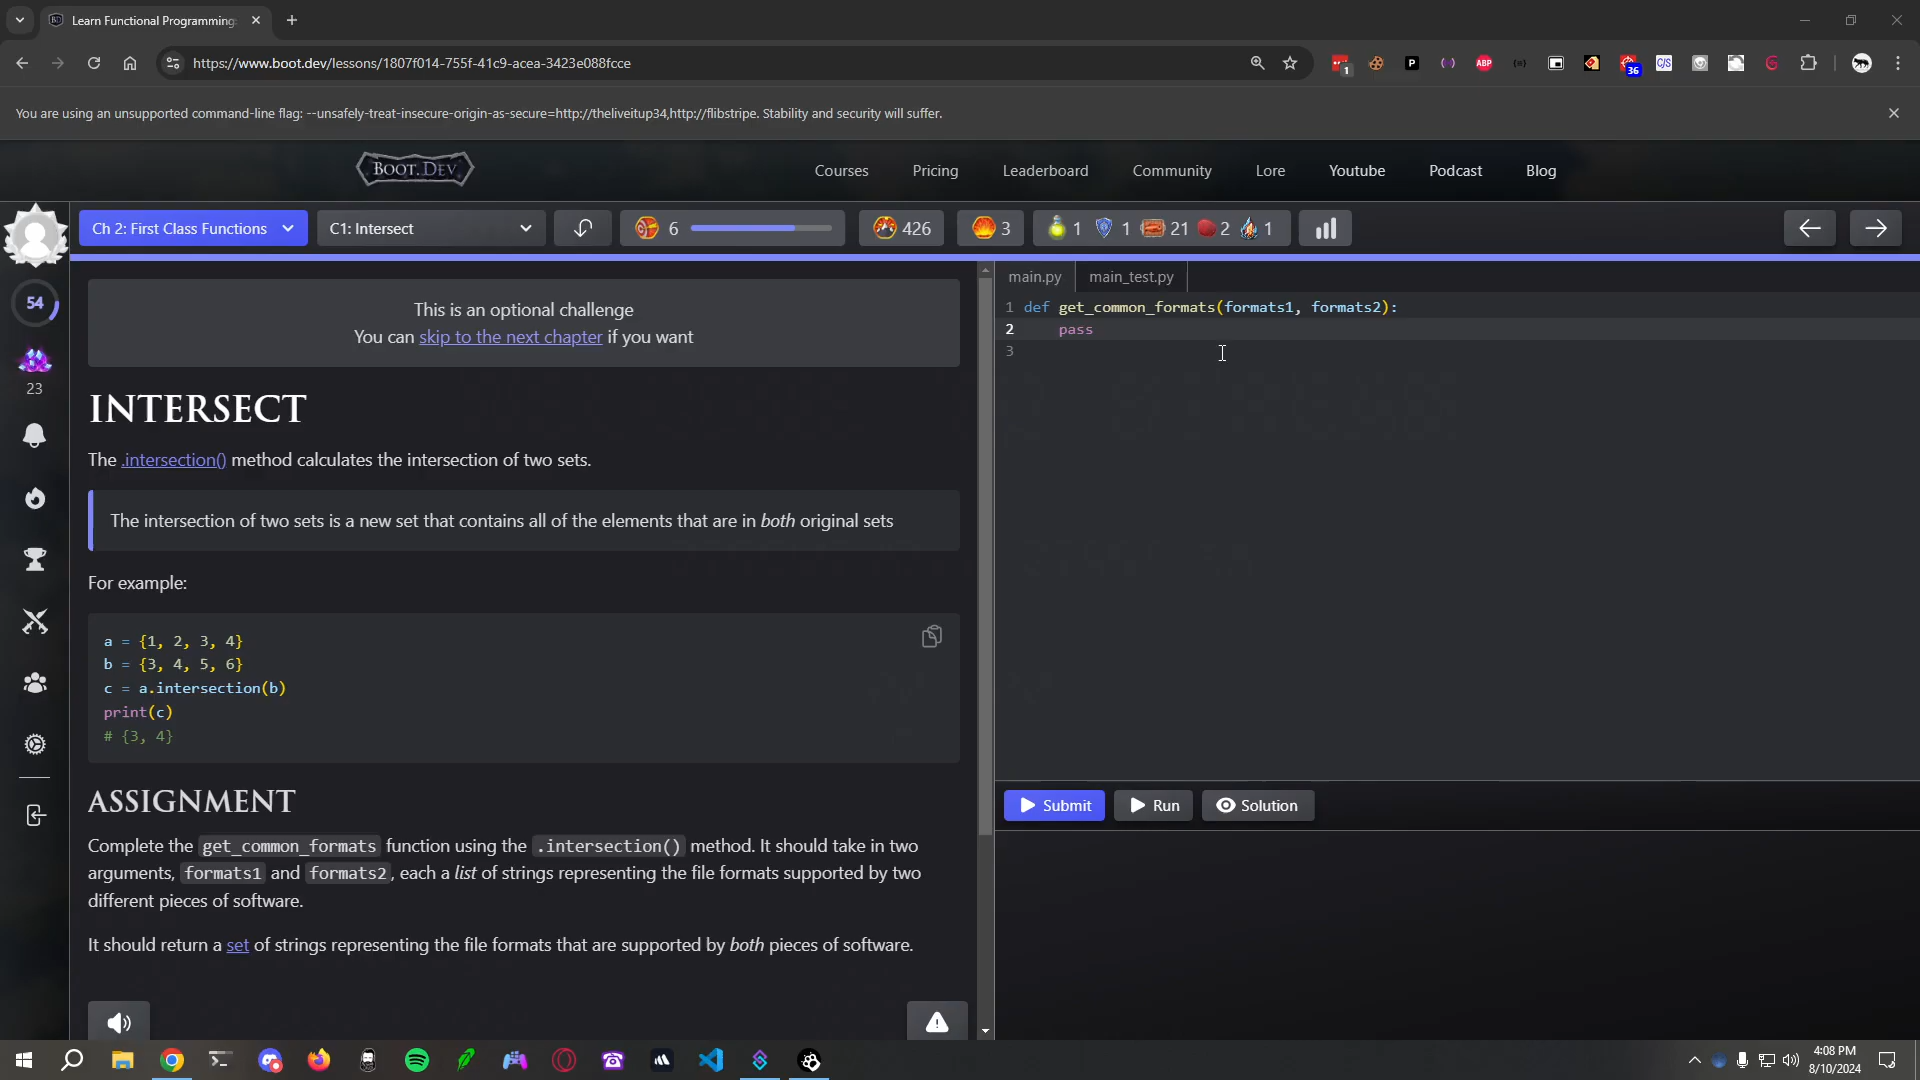 Learn Functional Programming:
https://www.boot.dev/lessons/1807f014-755f-41c9-acea-3423e088fcce
1
P
ABP
36
C/S
You are using an unsupported command-line flag: --unsafely-treat-insecure-origin-as-secure=http://theliveitup34,http://flibstripe. Stability and security will suffer.
BOOT.DEV
Courses
Pricing
Leaderboard
Community
Lore
Youtube
Podcast
Blog
Ch 2: First Class Functions
C1: Intersect
6
426
3
1
1
21
2
1
54
23
This is an optional challenge
You can skip to the next chapter if you want
INTERSECT
The .intersection() method calculates the intersection of two sets.
The intersection of two sets is a new set that contains all of the elements that are in both original sets
For example:
a = {1, 2, 3, 4}
b = {3, 4, 5, 6}
c = a.intersection(b)
print(c)
# {3, 4}
ASSIGNMENT
Complete the get_common_formats function using the .intersection() method. It should take in two
arguments, formats1 and formats2, each a list of strings representing the file formats supported by two
different pieces of software.
It should return a set of strings representing the file formats that are supported by both pieces of software.
main.py
main_test.py
1 def get_common_formats(formats1, formats2):
2 pass
3
Submit
Run
Solution
4:08 PM
8/10/2024